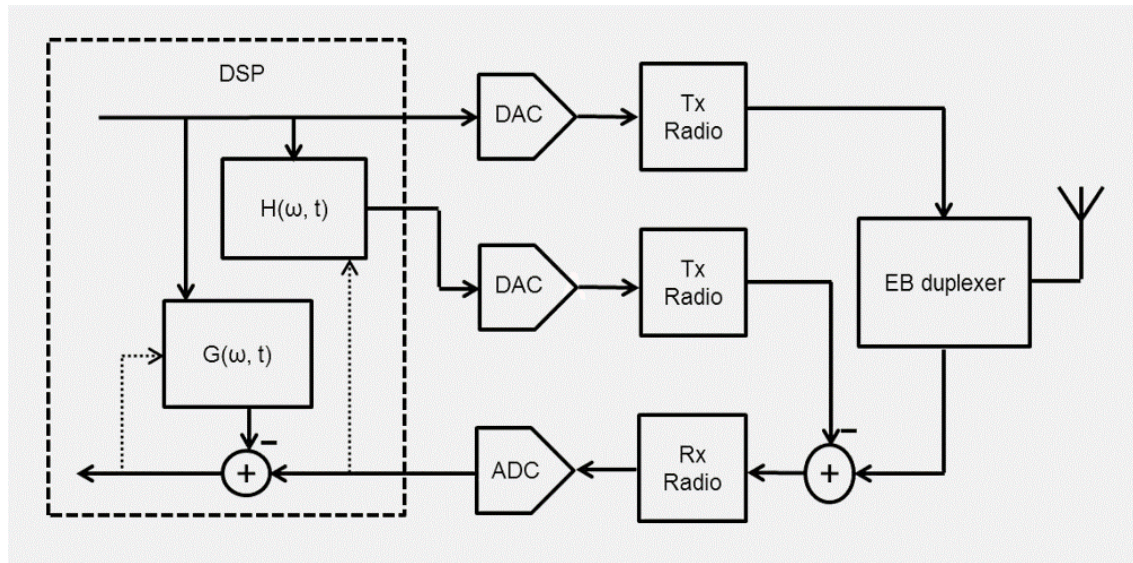 DSP
DAC
Tx
Radio
H(ω, t)
DAC
Tx
Radio
EB duplexer
G(ω, t)
−
+
ADC
Rx
Radio
−
+